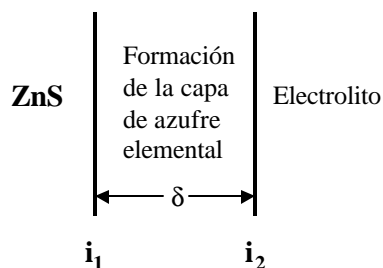 Formación
de la capa
de azufre
elemental
ZnS
Electrolito
δ
i₁
i₂